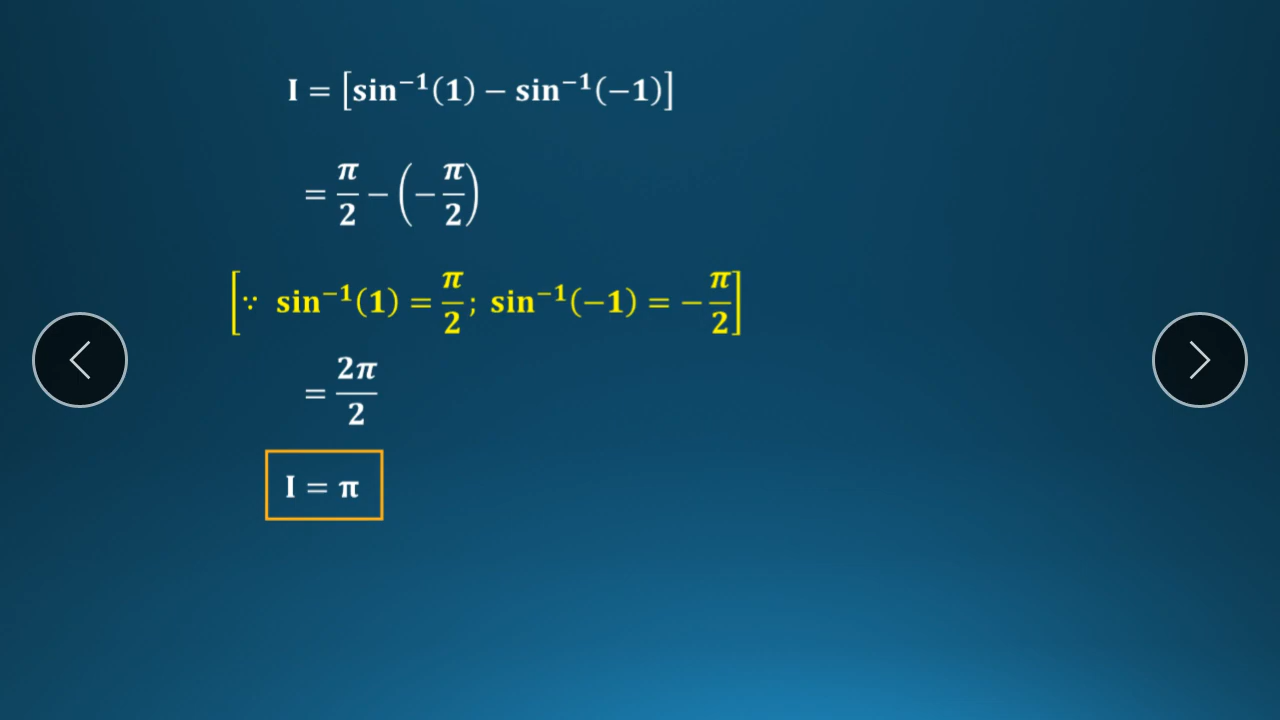 I = [sin⁻¹(1) − sin⁻¹(−1)]
= π/2 − (−π/2)
[∵ sin⁻¹(1) = π/2; sin⁻¹(−1) = −π/2]
= 2π/2
I = π